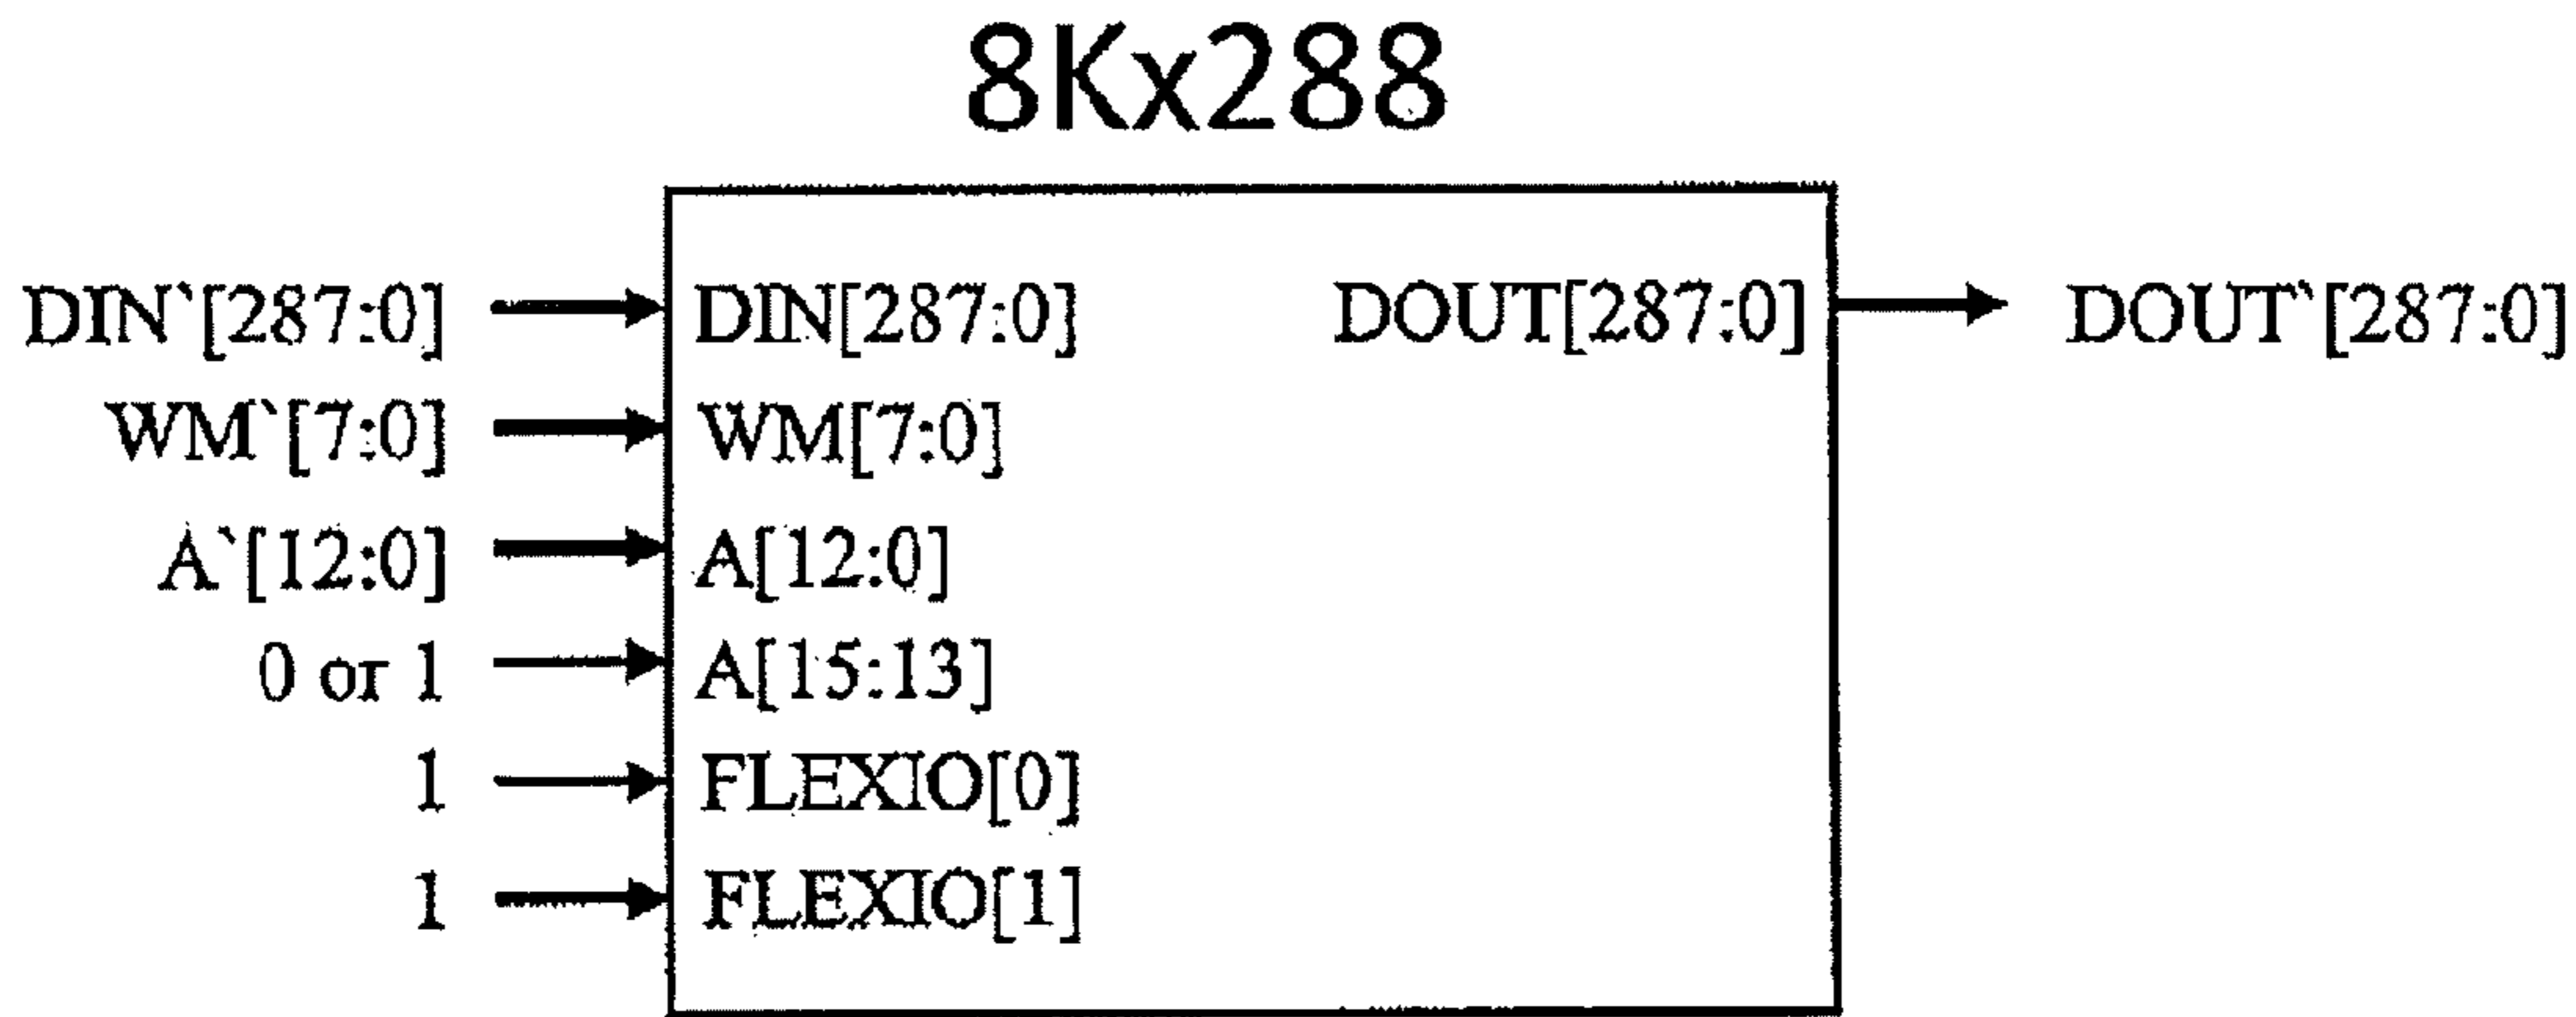 8Kx288
DIN`[287:0] DIN[287:0] DOUT[287:0] DOUT`[287:0]
WM`[7:0] WM[7:0]
A`[12:0] A[12:0]
0 or 1 A[15:13]
1 FLEXIO[0]
1 FLEXIO[1]